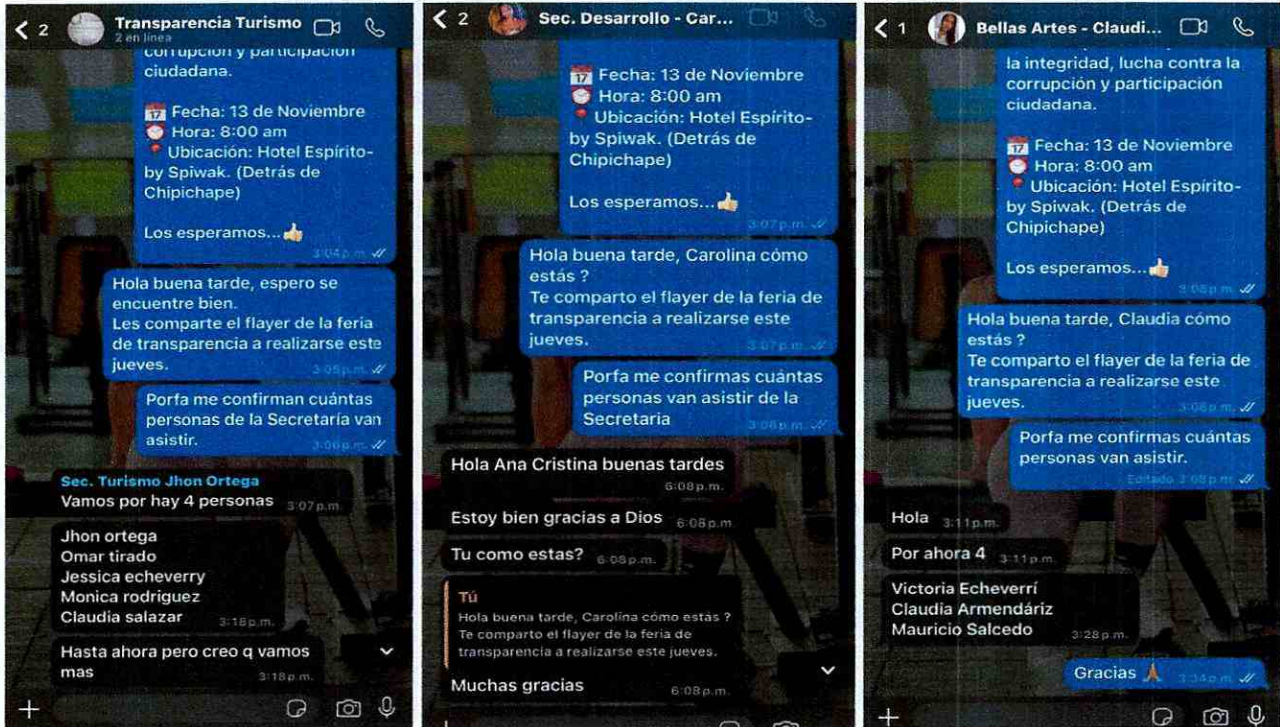 2
Transparencia Turismo
2 en línea
corrupción y participación
ciudadana.
17 Fecha: 13 de Noviembre
Hora: 8:00 am
Ubicación: Hotel Espírito-
by Spiwak. (Detrás de
Chipichape)
Los esperamos...👍
3:04 p.m.
Hola buena tarde, espero se
encuentre bien.
Les comparte el flayer de la feria
de transparencia a realizarse este
jueves.
3:05 p.m.
Porfa me confirman cuántas
personas de la Secretaría van
asistir.
3:06 p.m.
Sec. Turismo Jhon Ortega
Vamos por hay 4 personas 3:07 p.m.
Jhon ortega
Omar tirado
Jessica echeverry
Monica rodriguez
Claudia salazar 3:18 p.m.
Hasta ahora pero creo q vamos
mas 3:18 p.m.
2
Sec. Desarrollo - Car...
17 Fecha: 13 de Noviembre
Hora: 8:00 am
Ubicación: Hotel Espírito-
by Spiwak. (Detrás de
Chipichape)
Los esperamos...👍
3:07 p.m.
Hola buena tarde, Carolina cómo
estás ?
Te comparto el flayer de la feria de
transparencia a realizarse este
jueves.
3:07 p.m.
Porfa me confirmas cuántas
personas van asistir de la
Secretaria
3:08 p.m.
Hola Ana Cristina buenas tardes
6:08 p.m.
Estoy bien gracias a Dios 6:08 p.m.
Tu como estas? 6:08 p.m.
Tú
Hola buena tarde, Carolina cómo estás ?
Te comparto el flayer de la feria de
transparencia a realizarse este jueves.
Muchas gracias 6:08 p.m.
1
Bellas Artes - Claudi...
la integridad, lucha contra la
corrupción y participación
ciudadana.
17 Fecha: 13 de Noviembre
Hora: 8:00 am
Ubicación: Hotel Espírito-
by Spiwak. (Detrás de
Chipichape)
Los esperamos...👍
3:08 p.m.
Hola buena tarde, Claudia cómo
estás ?
Te comparto el flayer de la feria de
transparencia a realizarse este
jueves.
3:08 p.m.
Porfa me confirmas cuántas
personas van asistir.
Editado 3:08 p.m.
Hola 3:11 p.m.
Por ahora 4 3:11 p.m.
Victoria Echeverrí
Claudia Armendáriz
Mauricio Salcedo 3:28 p.m.
Gracias 🙏 3:34 p.m.